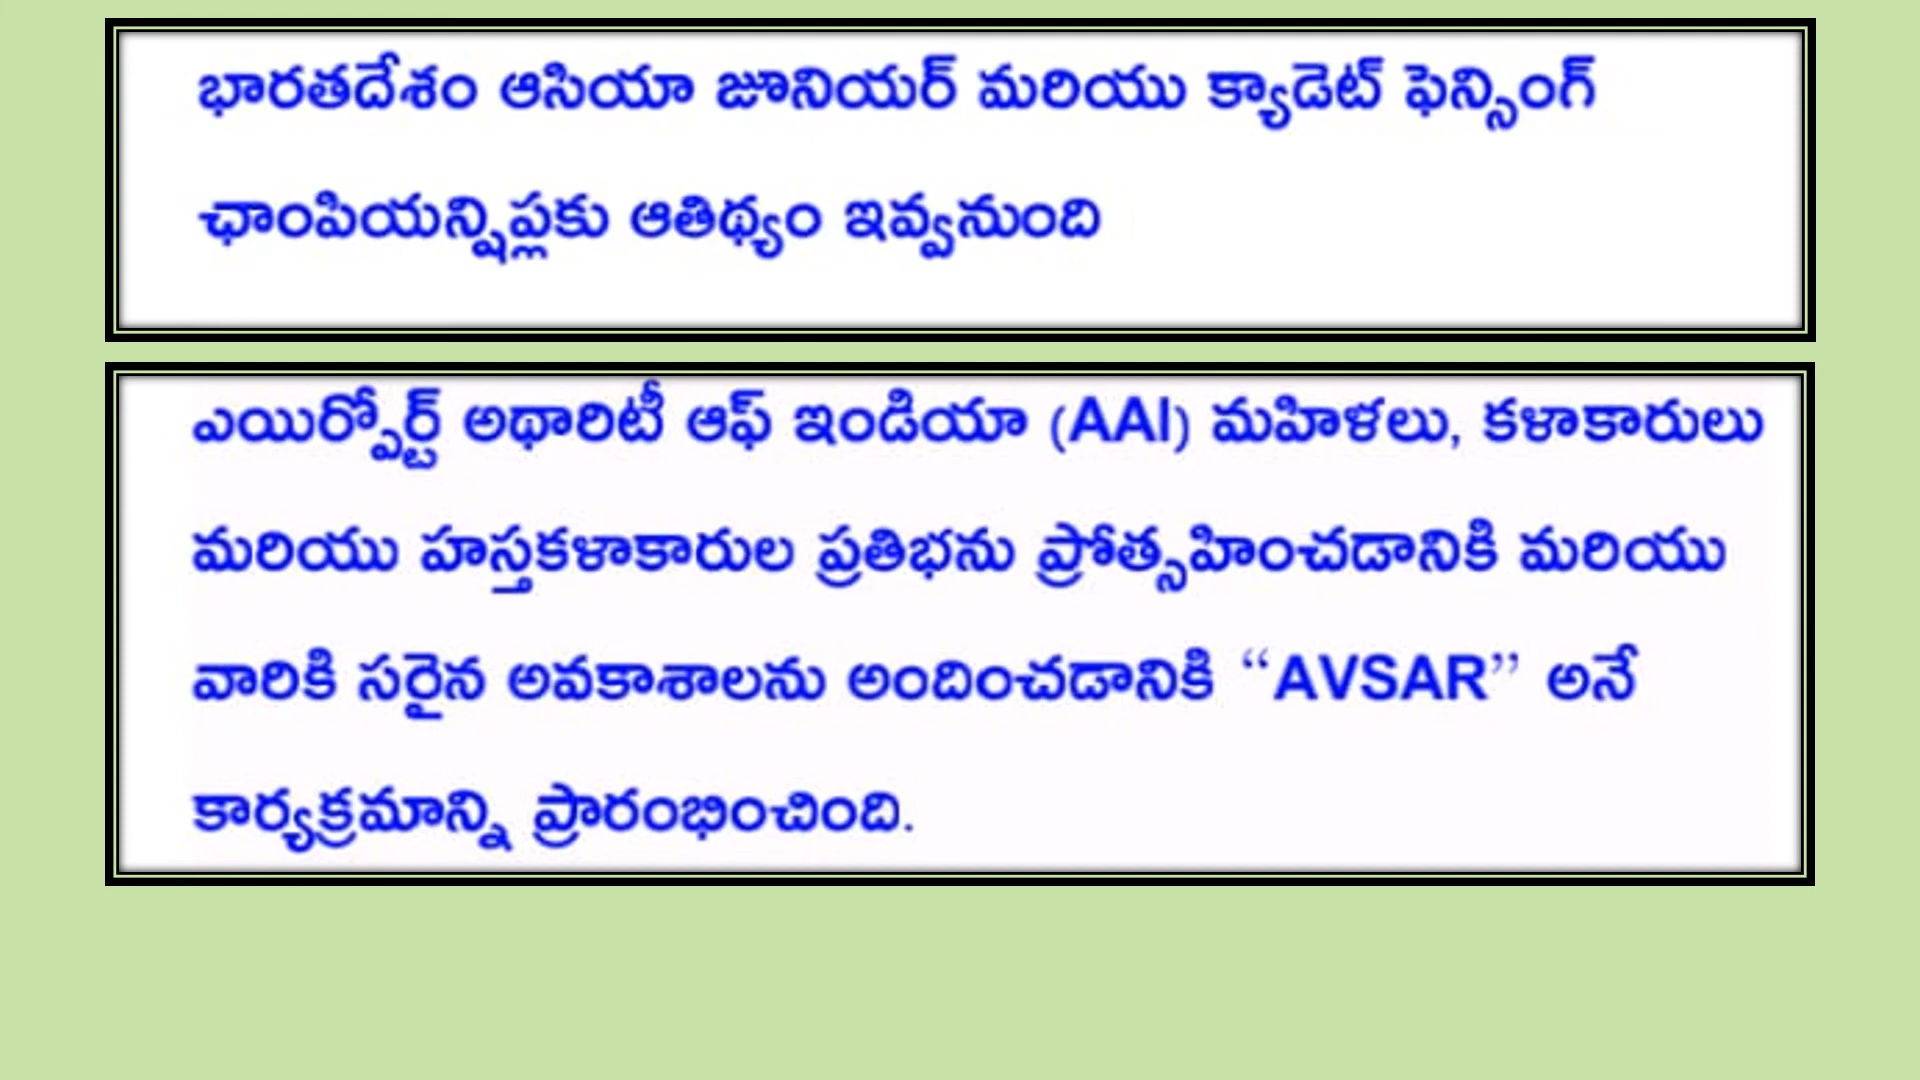 భారతదేశం ఆసియా జూనియర్ మరియు క్యాడెట్ ఫెన్సింగ్
ఛాంపియన్షిప్లకు ఆతిథ్యం ఇవ్వనుంది
ఎయిర్పోర్ట్ అథారిటీ ఆఫ్ ఇండియా (AAI) మహిళలు, కళాకారులు
మరియు హస్తకళాకారుల ప్రతిభను ప్రోత్సహించడానికి మరియు
వారికి సరైన అవకాశాలను అందించడానికి “AVSAR” అనే
కార్యక్రమాన్ని ప్రారంభించింది.